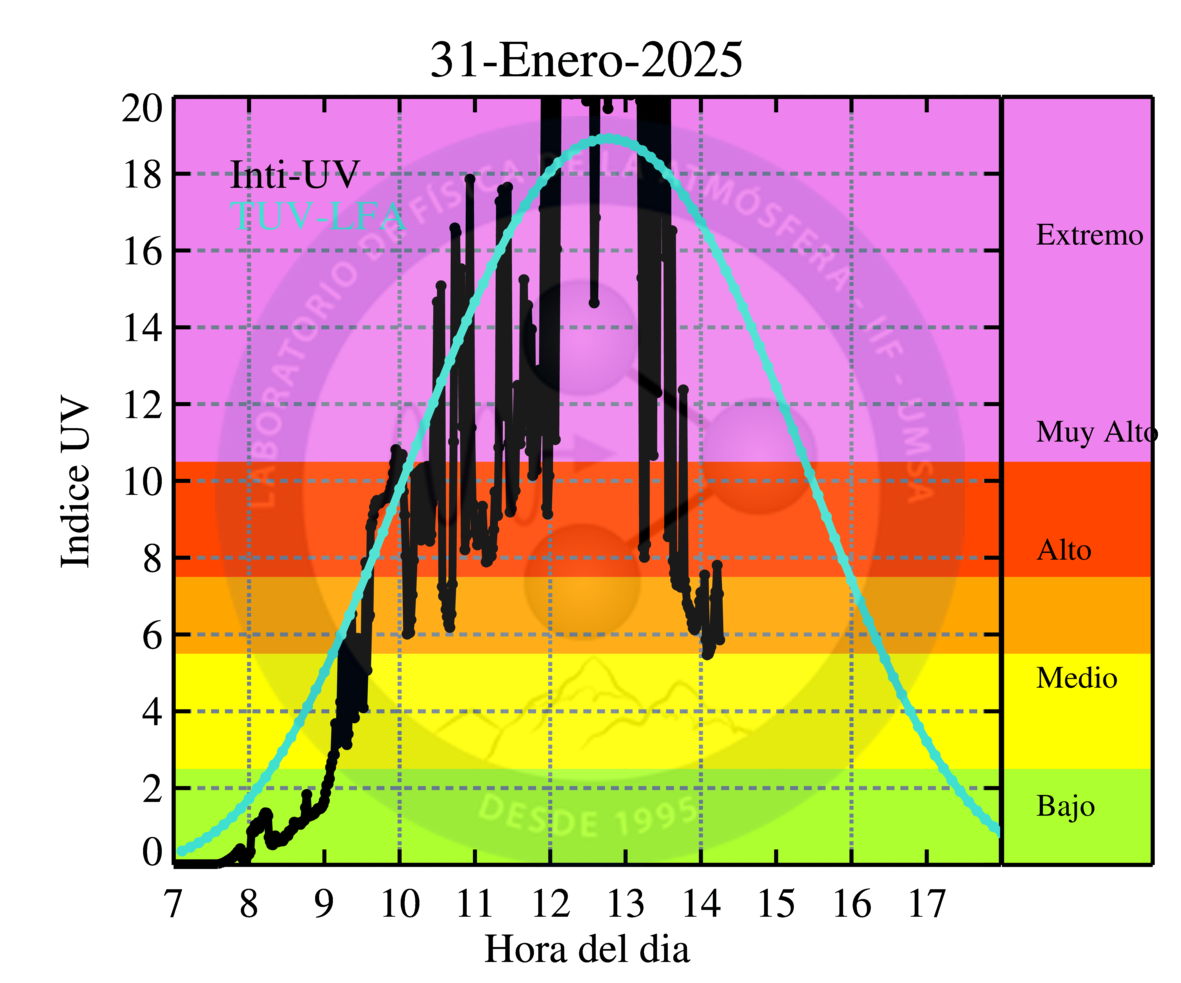 31-Enero-2025
Indice UV
20
18
16
14
12
10
8
6
4
2
0
Inti-UV
TUV-LFA
LABORATORIO DE FÍSICA DE LA ATMÓSFERA - IIF - UMSA
DESDE 1995
Extremo
Muy Alto
Alto
Medio
Bajo
7 8 9 10 11 12 13 14 15 16 17
Hora del dia